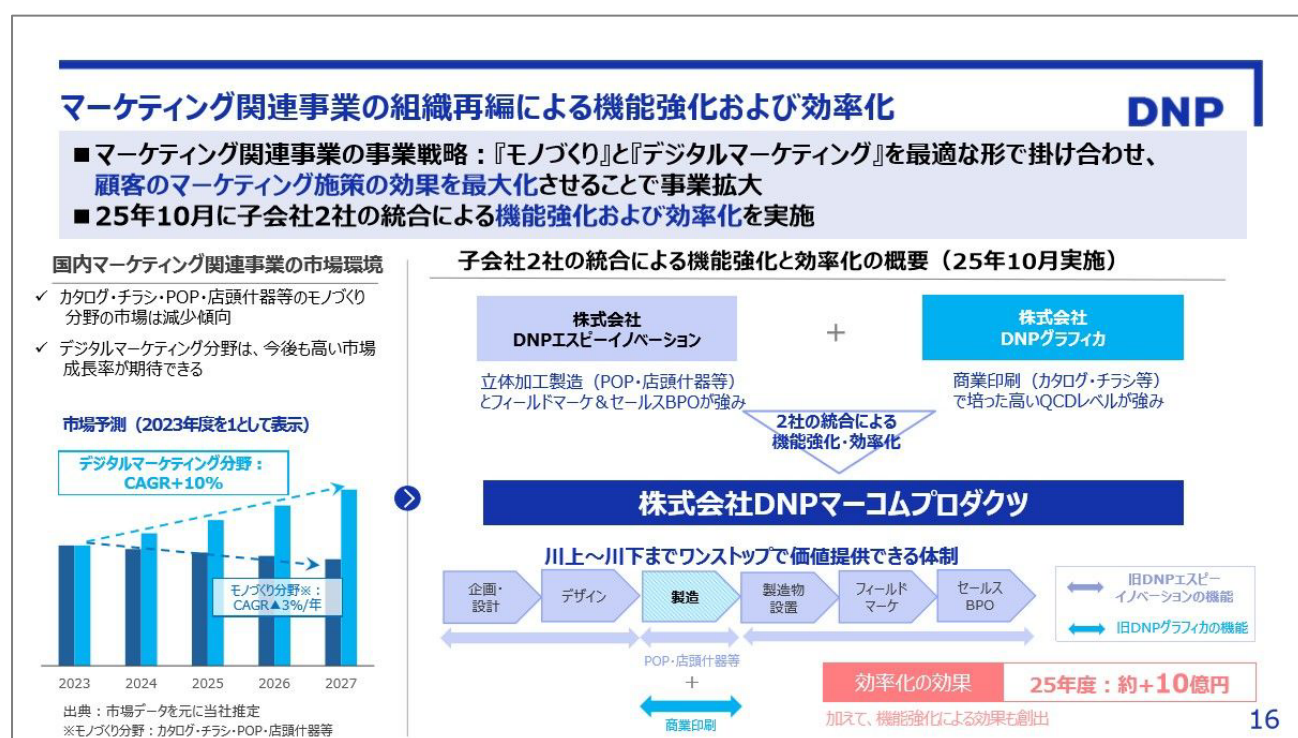 マーケティング関連事業の組織再編による機能強化および効率化
DNP
■マーケティング関連事業の事業戦略：『モノづくり』と『デジタルマーケティング』を最適な形で掛け合わせ、
顧客のマーケティング施策の効果を最大化させることで事業拡大
■25年10月に子会社2社の統合による機能強化および効率化を実施
国内マーケティング関連事業の市場環境
✓ カタログ・チラシ・POP・店頭什器等のモノづくり
分野の市場は減少傾向
✓ デジタルマーケティング分野は、今後も高い市場
成長率が期待できる
市場予測（2023年度を1として表示）
デジタルマーケティング分野：
CAGR+10%
モノづくり分野※：
CAGR▲3%/年
2023 2024 2025 2026 2027
出典：市場データを元に当社推定
※モノづくり分野：カタログ・チラシ・POP・店頭什器等
子会社2社の統合による機能強化と効率化の概要（25年10月実施）
株式会社
DNPエスピーイノベーション
+
株式会社
DNPグラフィカ
立体加工製造（POP・店頭什器等）
とフィールドマーケ＆セールスBPOが強み
商業印刷（カタログ・チラシ等）
で培った高いQCDレベルが強み
2社の統合による
機能強化・効率化
株式会社DNPマーコムプロダクツ
川上～川下までワンストップで価値提供できる体制
企画・
設計
デザイン
製造
製造物
設置
フィールド
マーケ
セールス
BPO
旧DNPエスピー
イノベーションの機能
旧DNPグラフィカの機能
POP・店頭什器等
+
商業印刷
効率化の効果
25年度：約+10億円
加えて、機能強化による効果も創出
16